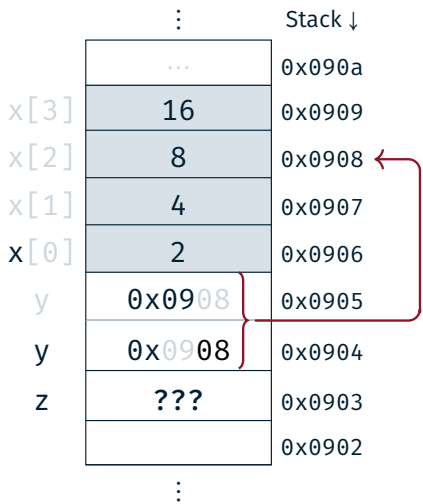 ⋮ Stack ↓
... 0x090a
x[3] 16 0x0909
x[2] 8 0x0908
x[1] 4 0x0907
x[0] 2 0x0906
y 0x0908 0x0905
y 0x0908 0x0904
z ??? 0x0903
0x0902
⋮